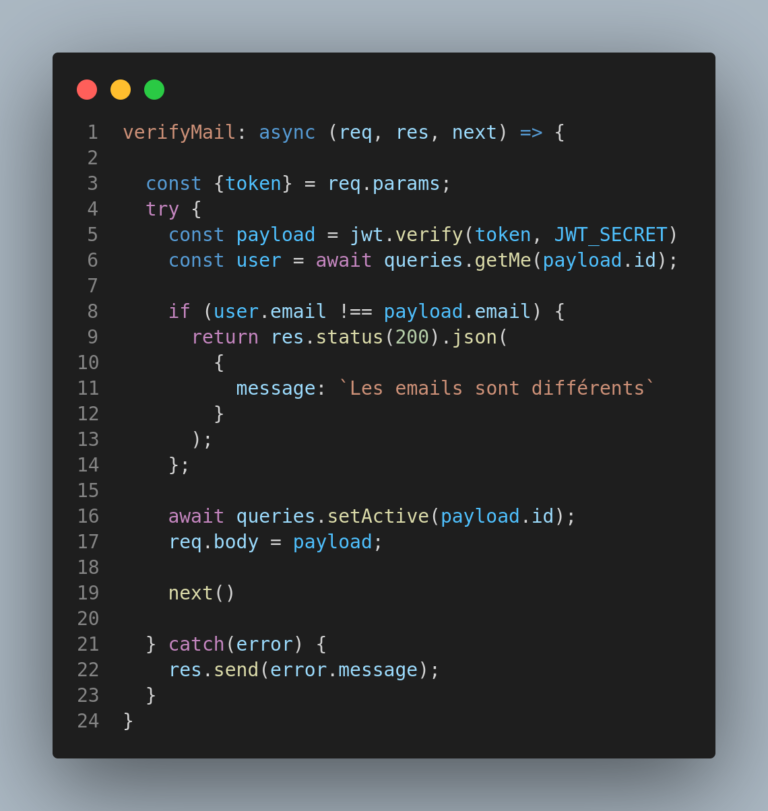 1 verifyMail: async (req, res, next) => {
2
3   const {token} = req.params;
4   try {
5     const payload = jwt.verify(token, JWT_SECRET)
6     const user = await queries.getMe(payload.id);
7
8     if (user.email !== payload.email) {
9       return res.status(200).json(
10         {
11           message: `Les emails sont différents`
12         }
13       );
14     };
15
16     await queries.setActive(payload.id);
17     req.body = payload;
18
19     next()
20
21   } catch(error) {
22     res.send(error.message);
23   }
24 }